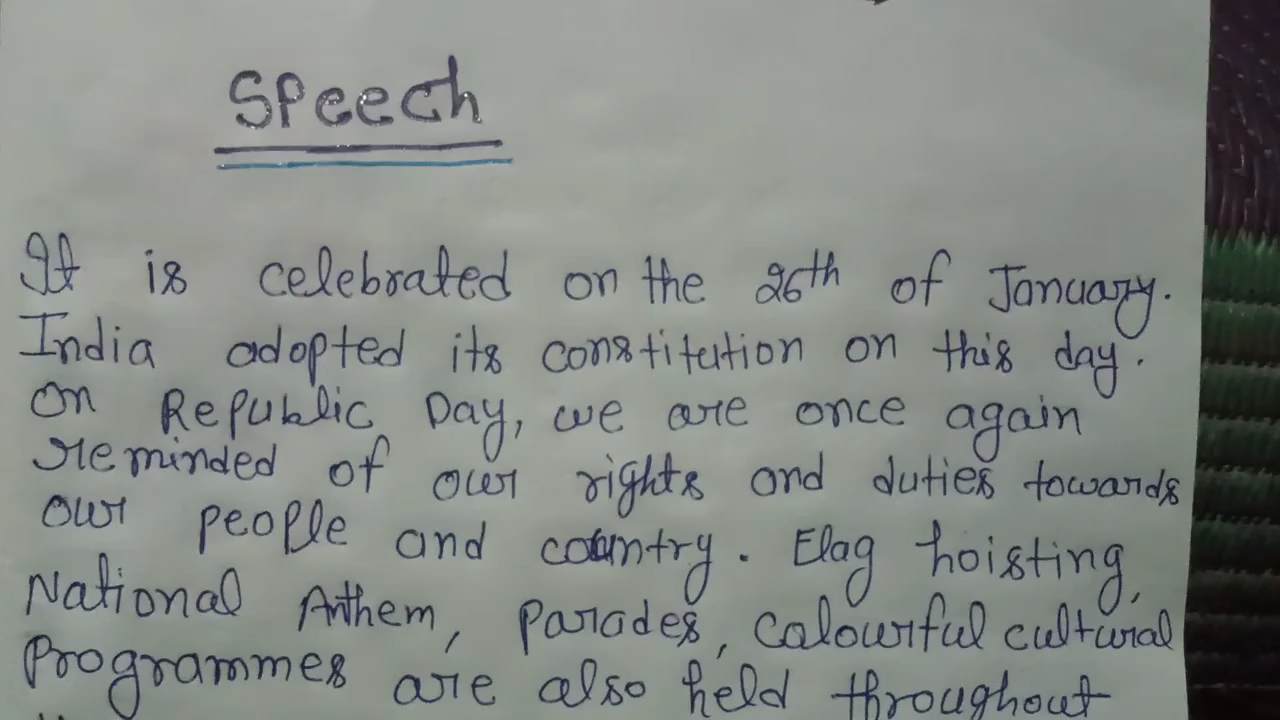 Speech
It is celebrated on the 26th of January.
India adopted its constitution on this day.
On Republic Day, we are once again
reminded of our rights and duties towards
our people and country. Elag hoisting,
National Anthem, Parades, Colourful cultural
Programmes are also held throughout